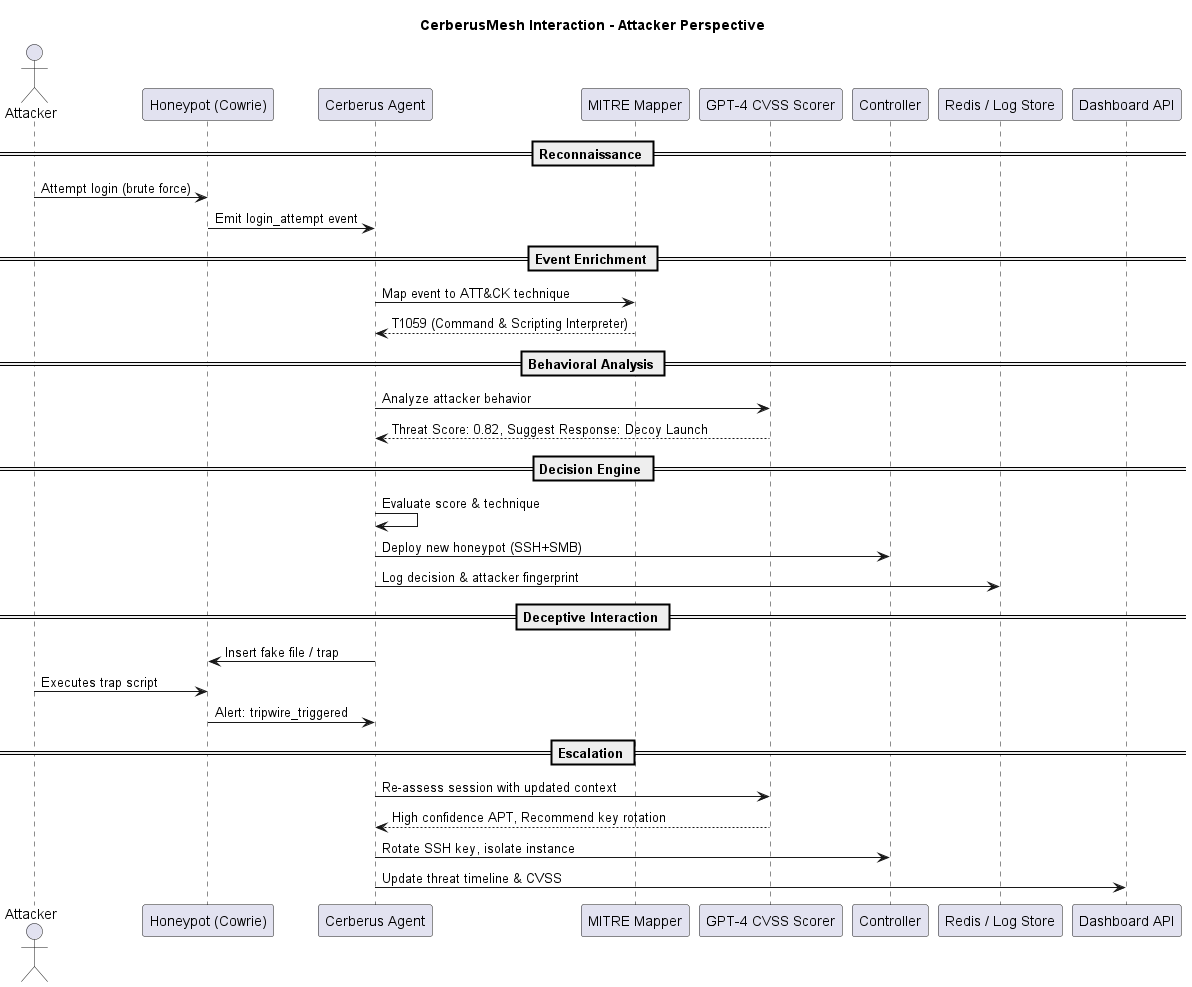 CerberusMesh Interaction - Attacker Perspective
Attacker
Honeypot (Cowrie)
Cerberus Agent
MITRE Mapper
GPT-4 CVSS Scorer
Controller
Redis / Log Store
Dashboard API
Reconnaissance
Attempt login (brute force)
Emit login_attempt event
Event Enrichment
Map event to ATT&CK technique
T1059 (Command & Scripting Interpreter)
Behavioral Analysis
Analyze attacker behavior
Threat Score: 0.82, Suggest Response: Decoy Launch
Decision Engine
Evaluate score & technique
Deploy new honeypot (SSH+SMB)
Log decision & attacker fingerprint
Deceptive Interaction
Insert fake file / trap
Executes trap script
Alert: tripwire_triggered
Escalation
Re-assess session with updated context
High confidence APT, Recommend key rotation
Rotate SSH key, isolate instance
Update threat timeline & CVSS
Attacker
Honeypot (Cowrie)
Cerberus Agent
MITRE Mapper
GPT-4 CVSS Scorer
Controller
Redis / Log Store
Dashboard API